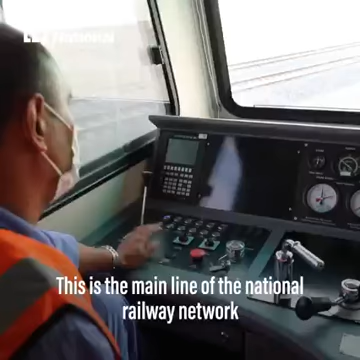 This is the main line of the national
railway network